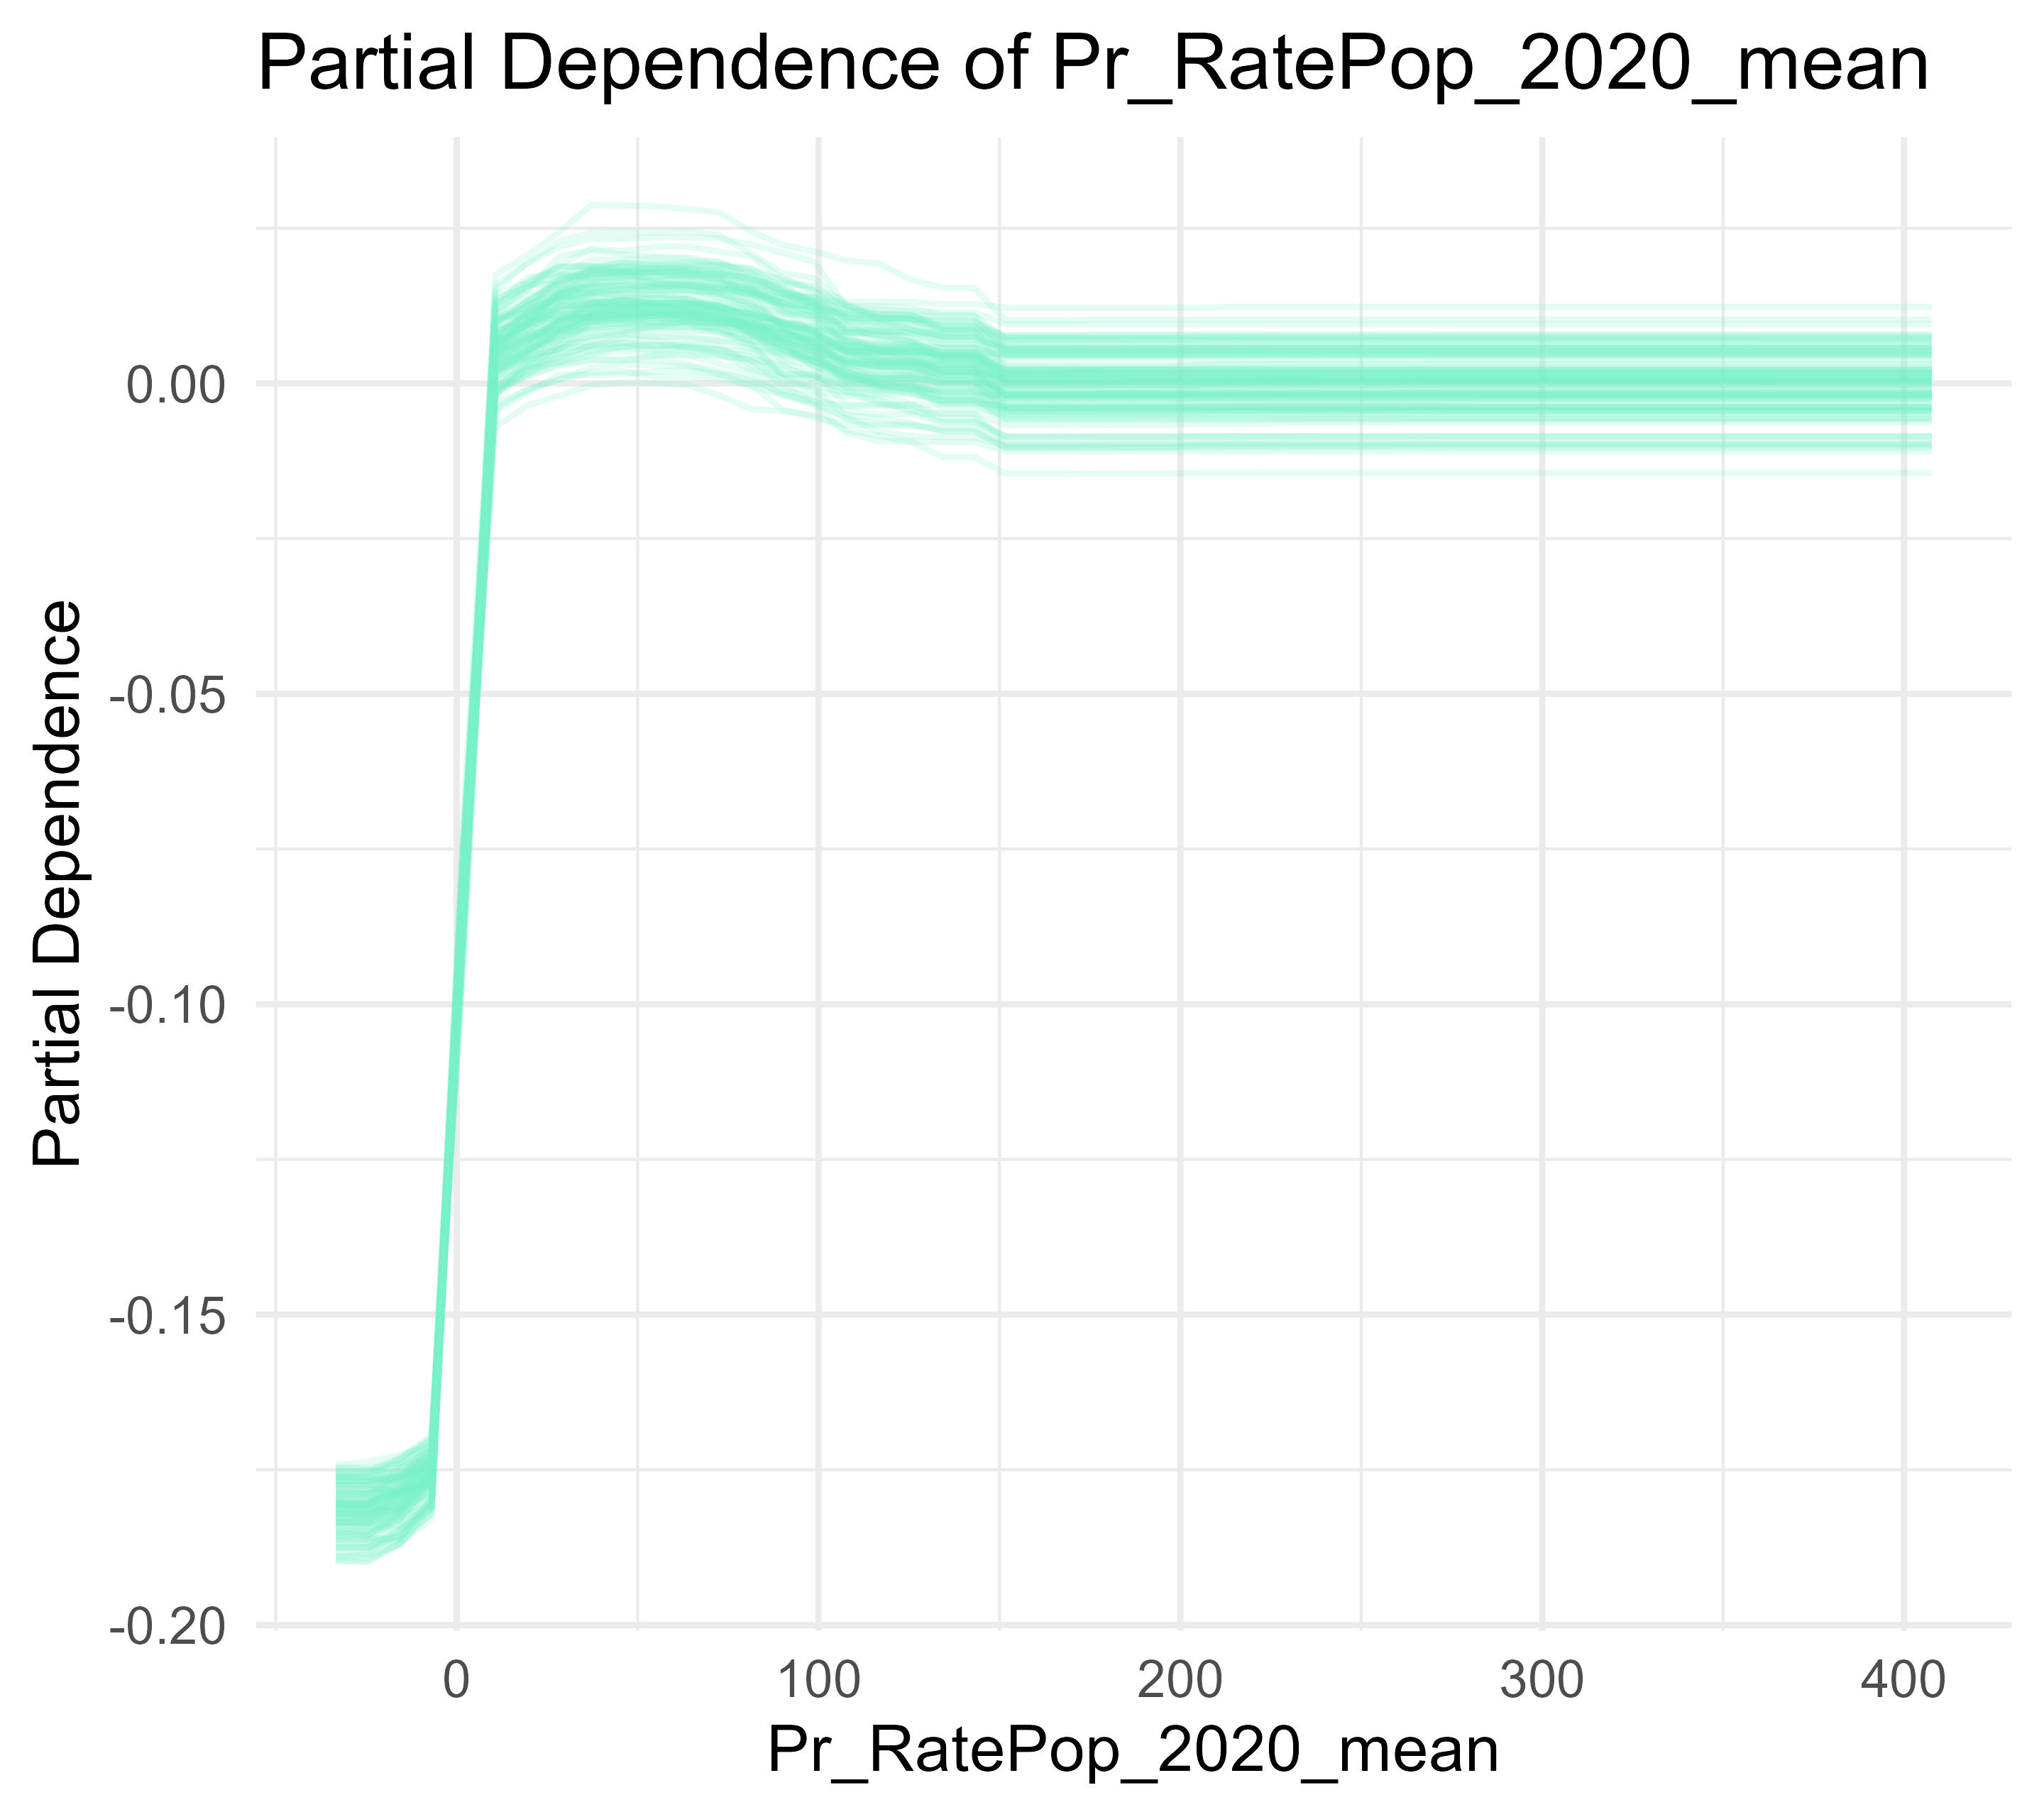 Partial Dependence of Pr_RatePop_2020_mean
Partial Dependence
0.00
-0.05
-0.10
-0.15
-0.20
0 100 200 300 400
Pr_RatePop_2020_mean